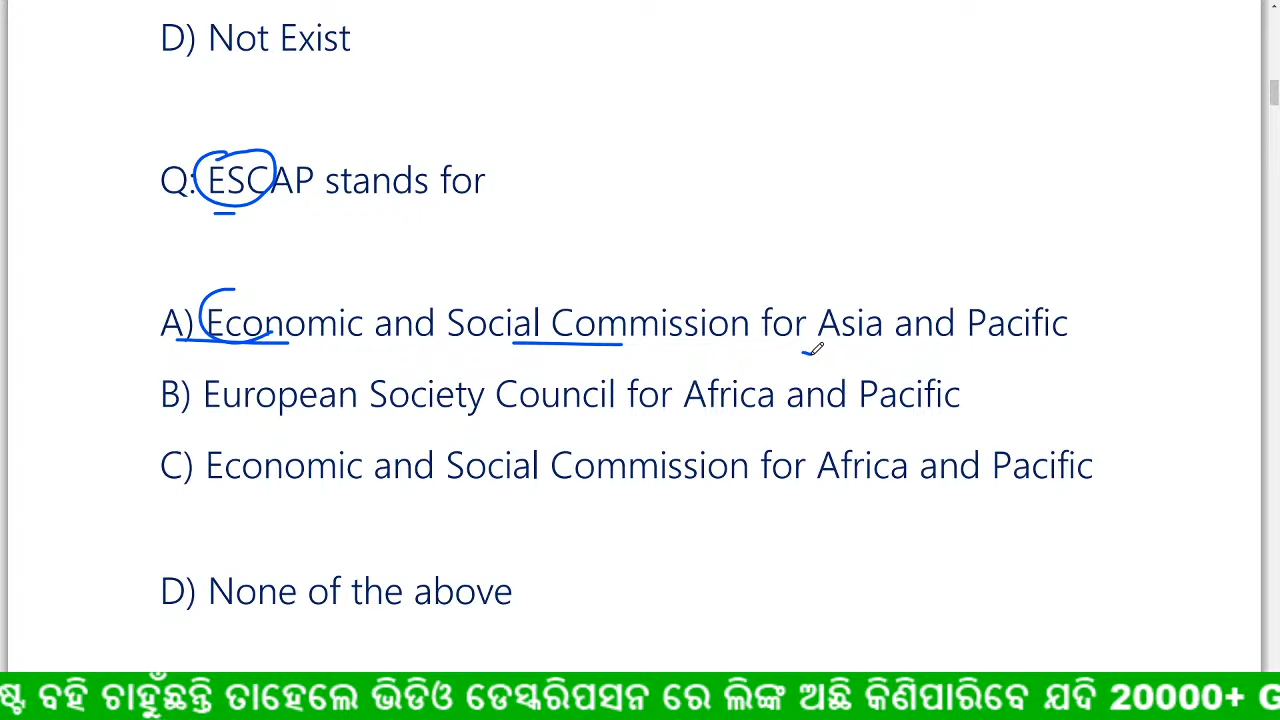 D) Not Exist
Q: ESCAP stands for
A) Economic and Social Commission for Asia and Pacific
B) European Society Council for Africa and Pacific
C) Economic and Social Commission for Africa and Pacific
D) None of the above
ଷ୍ଟ ବହି ଚାହୁଁଛନ୍ତି ତାହେଲେ ଭିଡିଓ ଡେସ୍କରିପସନ ରେ ଲିଙ୍କ ଅଛି କିଣିପାରିବେ ଯଦି 20000+ G